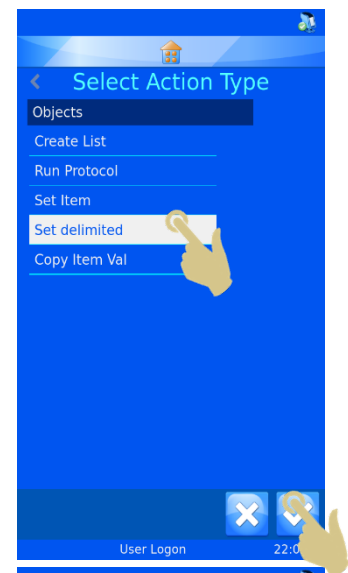 Select Action Type
Objects
Create List
Run Protocol
Set Item
Set delimited
Copy Item Val
User Logon